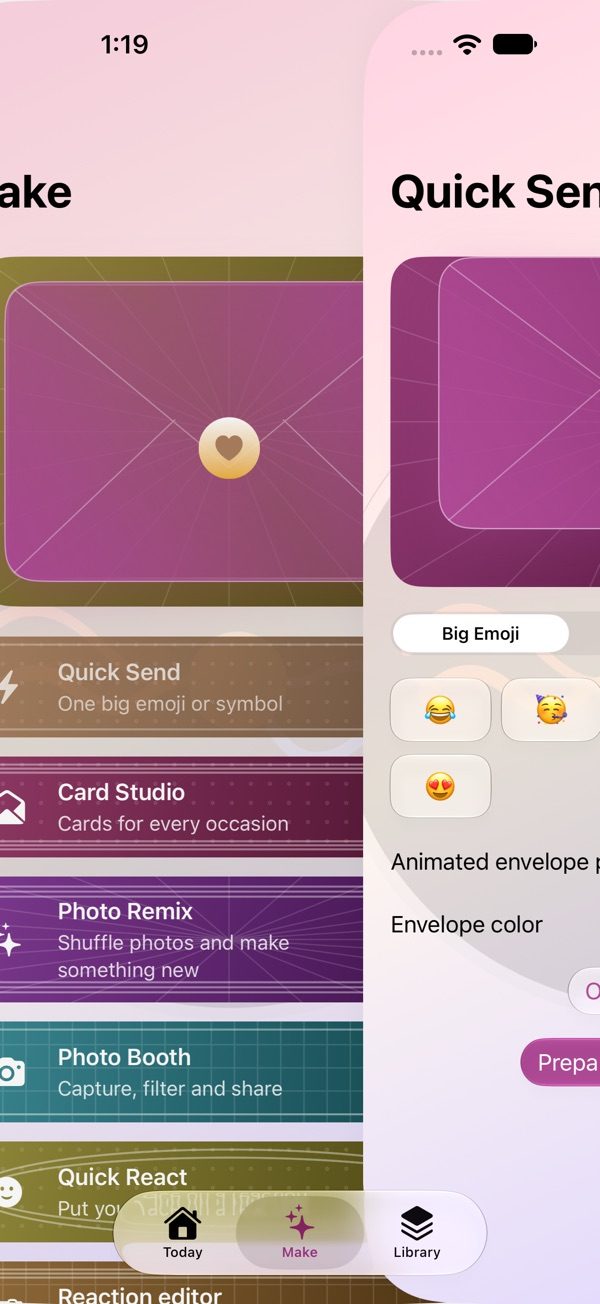 1:19
ake
Quick Sen
Quick Send
One big emoji or symbol
Card Studio
Cards for every occasion
Photo Remix
Shuffle photos and make
something new
Photo Booth
Capture, filter and share
Quick React
Put you
Reaction editor
Big Emoji
Animated envelope p
Envelope color
O
Prepa
Today
Make
Library